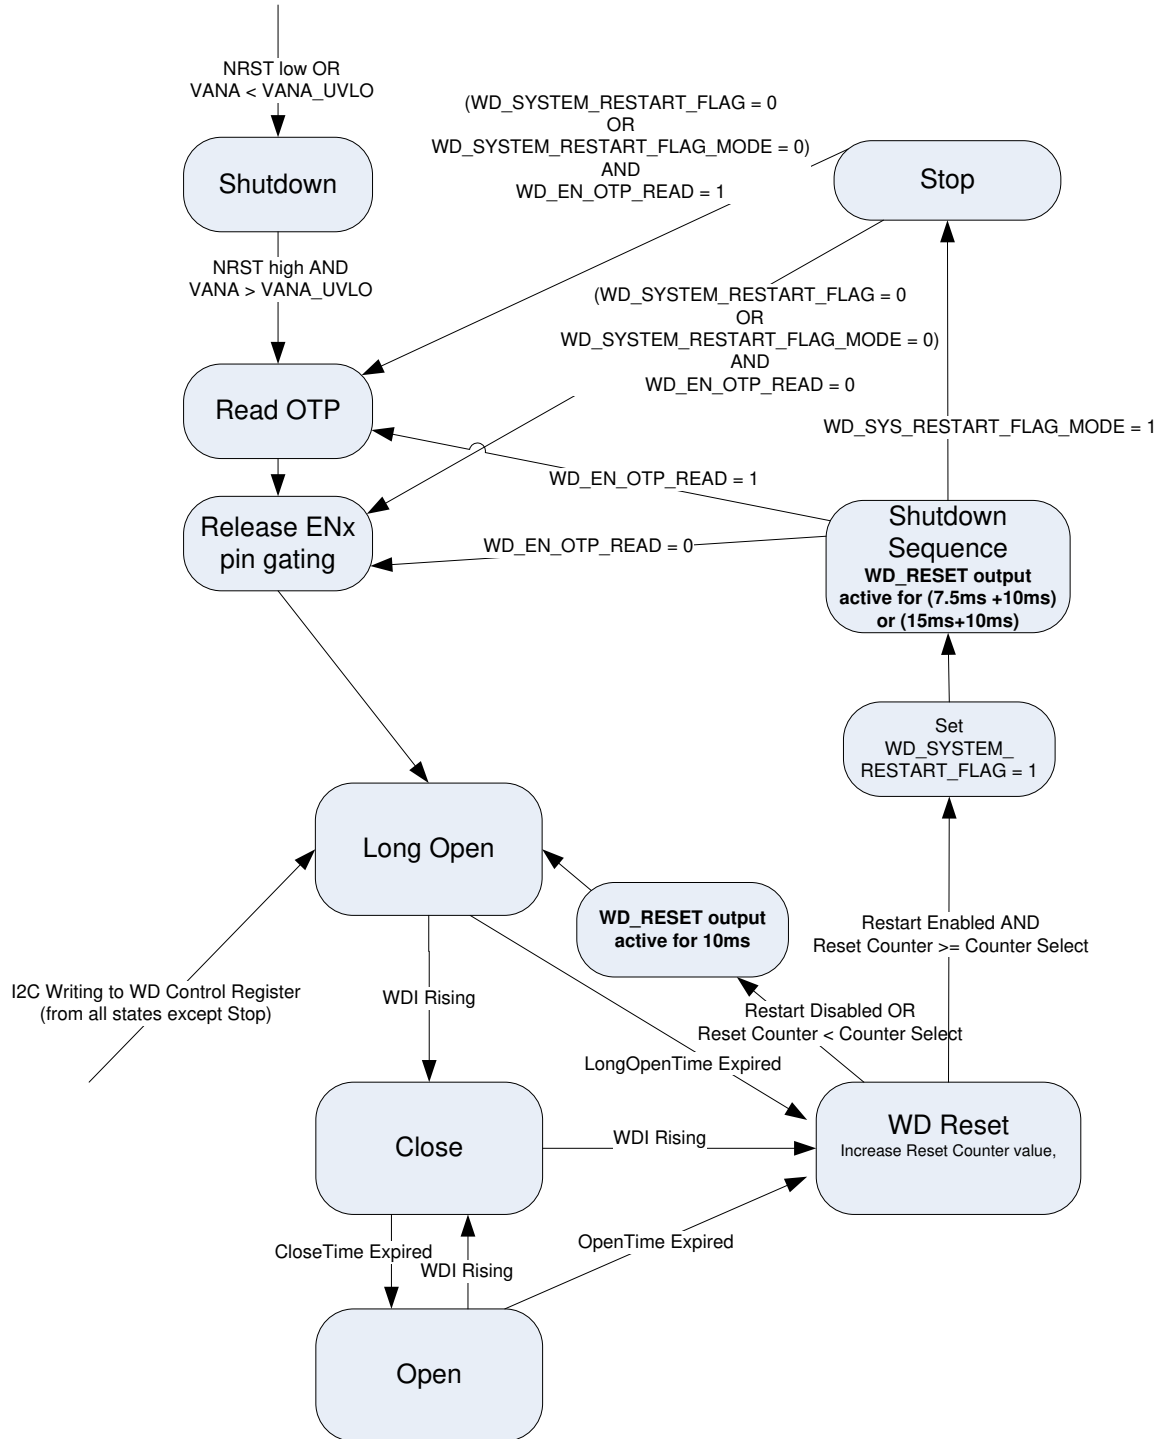 NRST low OR
VANA < VANA_UVLO
Shutdown
NRST high AND
VANA > VANA_UVLO
(WD_SYSTEM_RESTART_FLAG = 0
OR
WD_SYSTEM_RESTART_FLAG_MODE = 0)
AND
WD_EN_OTP_READ = 1
Stop
(WD_SYSTEM_RESTART_FLAG = 0
OR
WD_SYSTEM_RESTART_FLAG_MODE = 0)
AND
WD_EN_OTP_READ = 0
Read OTP
WD_SYS_RESTART_FLAG_MODE = 1
WD_EN_OTP_READ = 1
Release ENx
pin gating
WD_EN_OTP_READ = 0
Shutdown
Sequence
WD_RESET output
active for (7.5ms +10ms)
or (15ms+10ms)
Set
WD_SYSTEM_
RESTART_FLAG = 1
Long Open
WD_RESET output
active for 10ms
Restart Enabled AND
Reset Counter >= Counter Select
I2C Writing to WD Control Register
(from all states except Stop)
WDI Rising
Restart Disabled OR
Reset Counter < Counter Select
LongOpenTime Expired
Close
WDI Rising
WD Reset
Increase Reset Counter value,
CloseTime Expired
WDI Rising
OpenTime Expired
Open